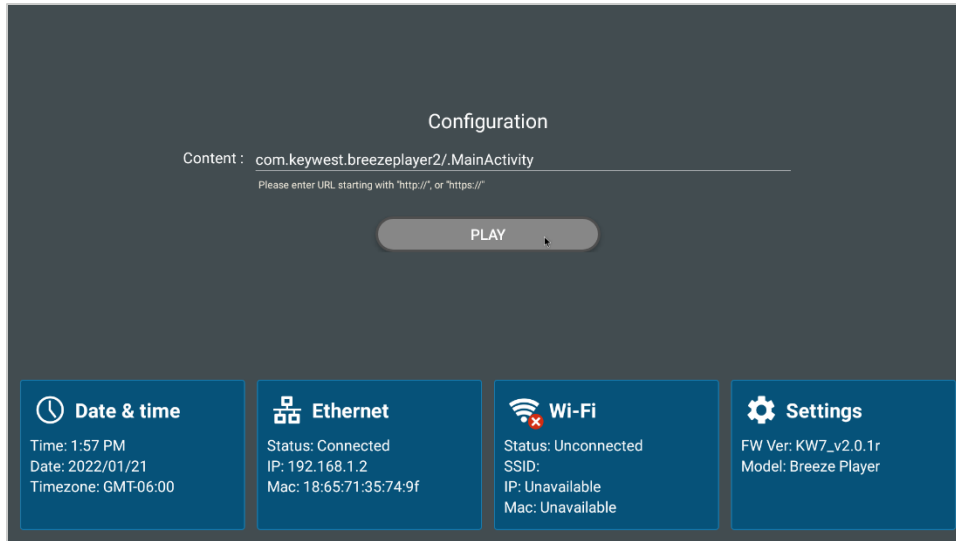 Configuration
Content : com.keywest.breezeplayer2/.MainActivity
Please enter URL starting with "http://", or "https://"
PLAY
Date & time
Time: 1:57 PM
Date: 2022/01/21
Timezone: GMT-06:00
Ethernet
Status: Connected
IP: 192.168.1.2
Mac: 18:65:71:35:74:9f
Wi-Fi
Status: Unconnected
SSID:
IP: Unavailable
Mac: Unavailable
Settings
FW Ver: KW7_v2.0.1r
Model: Breeze Player